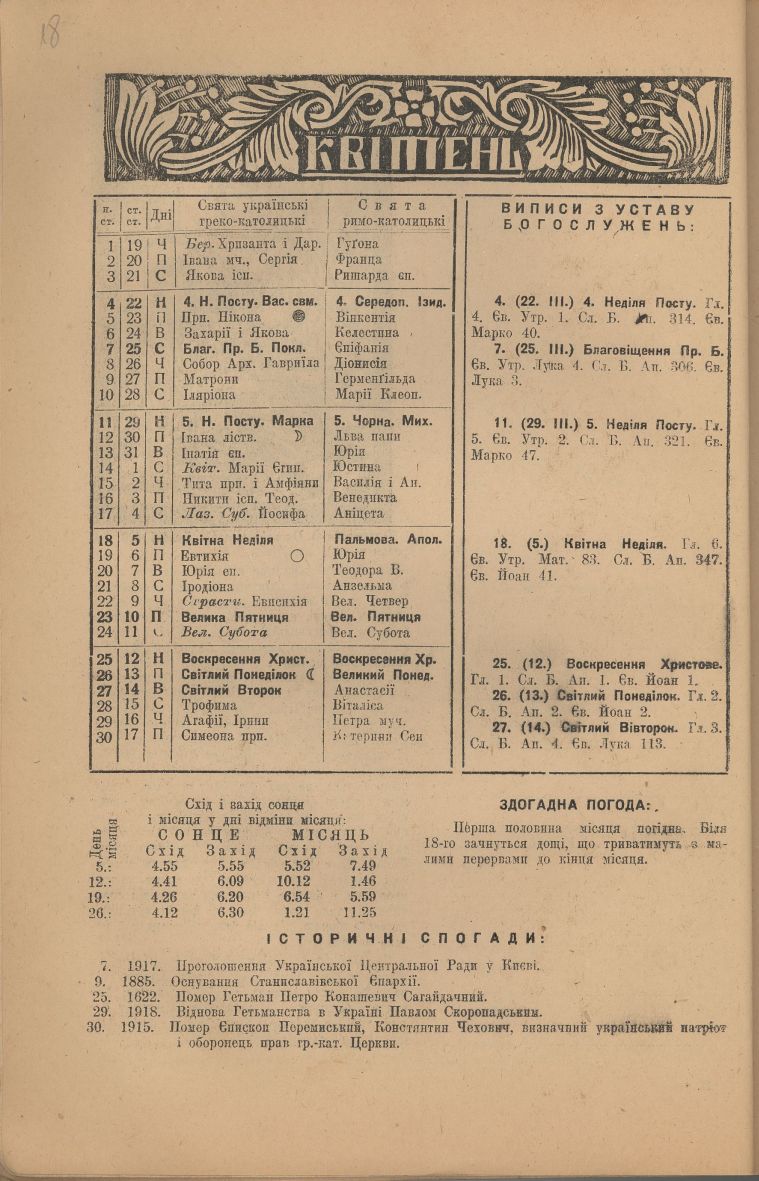 18
КВІТЕНЬ
н. ст. | ст. ст. | Дні | Свята українські греко-католицькі | Свята римо-католицькі
1 19 Ч Вер. Хризанта і Дар. Гуґона
2 20 П Івана мч., Сергія Франца
3 21 С Якова ісп. Ришарда еп.
4 22 Н 4. Н. Посту. Вас. свм. 4. Середоп. Ізид.
5 23 П Прп. Нікона Вінкентія
6 24 В Захарії і Якова Келестина
7 25 С Благ. Пр. Б. Покл. Єпіфанія
8 26 Ч Собор Арх. Гавриїла Діонисія
9 27 П Матрони Герменґільда
10 28 С Іляріона Марії Клеоп.
11 29 Н 5. Н. Посту. Марка 5. Чорна. Мих.
12 30 П Івана ліств. Льва папи
13 31 В Іпатія еп. Юрія
14 1 С Квіт. Марії Єгип. Юстина
15 2 Ч Тита прп. і Амфіяни Василія і Ан.
16 3 П Никити ісп. Теод. Венедикта
17 4 С Лаз. Суб. Йосифа Аніцета
18 5 Н Квітна Неділя Пальмова. Апол.
19 6 П Евтихія Юрія
20 7 В Юрія еп. Теодора В.
21 8 С Іродіона Анзельма
22 9 Ч Страсти. Евпсихія Вел. Четвер
23 10 П Велика Пятниця Вел. Пятниця
24 11 С Вел. Субота Вел. Субота
25 12 Н Воскресення Христ. Воскресення Хр.
26 13 П Світлий Понеділок Великий Понед.
27 14 В Світлий Второк Анастасії
28 15 С Трофима Віталіса
29 16 Ч Агафії, Ірини Петра муч.
30 17 П Симеона прп. Катерини Сен
ВИПИСИ З УСТАВУ
БОГОСЛУЖЕНЬ:
4. (22. III.) 4. Неділя Посту. Гл.
4. Єв. Утр. 1. Сл. Б. Ап. 314. Єв.
Марко 40.
7. (25. III.) Благовіщення Пр. Б.
Єв. Утр. Лука 4. Сл. Б. Ап. 306. Єв.
Лука 3.
11. (29. III.) 5. Неділя Посту. Гл.
5. Єв. Утр. 2. Сл. Б. Ап. 321. Єв.
Марко 47.
18. (5.) Квітна Неділя. Гл. 6.
Єв. Утр. Мат. 83. Сл. Б. Ап. 347.
Єв. Йоан 41.
25. (12.) Воскресення Христове.
Гл. 1. Сл. Б. Ап. 1. Єв. Йоан 1.
26. (13.) Світлий Понеділок. Гл. 2.
Сл. Б. Ап. 2. Єв. Йоан 2.
27. (14.) Світлий Вівторок. Гл. 3.
Сл. Б. Ап. 4. Єв. Лука 113.
Схід і захід сонця
і місяця у дні відміни місяця:
День місяця
СОНЦЕ МІСЯЦЬ
Схід Захід Схід Захід
5.: 4.55 5.55 5.52 7.49
12.: 4.41 6.09 10.12 1.46
19.: 4.26 6.20 6.54 5.59
26.: 4.12 6.30 1.21 11.25
ЗДОГАДНА ПОГОДА:
Перша половина місяця погідна. Біля
18-го зачнуться дощі, що триватимуть з ма-
лими перервами до кінця місяця.
ІСТОРИЧНІ СПОГАДИ:
7. 1917. Проголошення Української Центральної Ради у Києві.
9. 1885. Оснування Станиславівської Єпархії.
25. 1622. Помер Гетьман Петро Конашевич Сагайдачний.
29. 1918. Віднова Гетьманства в Україні Павлом Скоропадським.
30. 1915. Помер Єпископ Перемиський, Константин Чехович, визначний український патріот
і оборонець прав гр.-кат. Церкви.